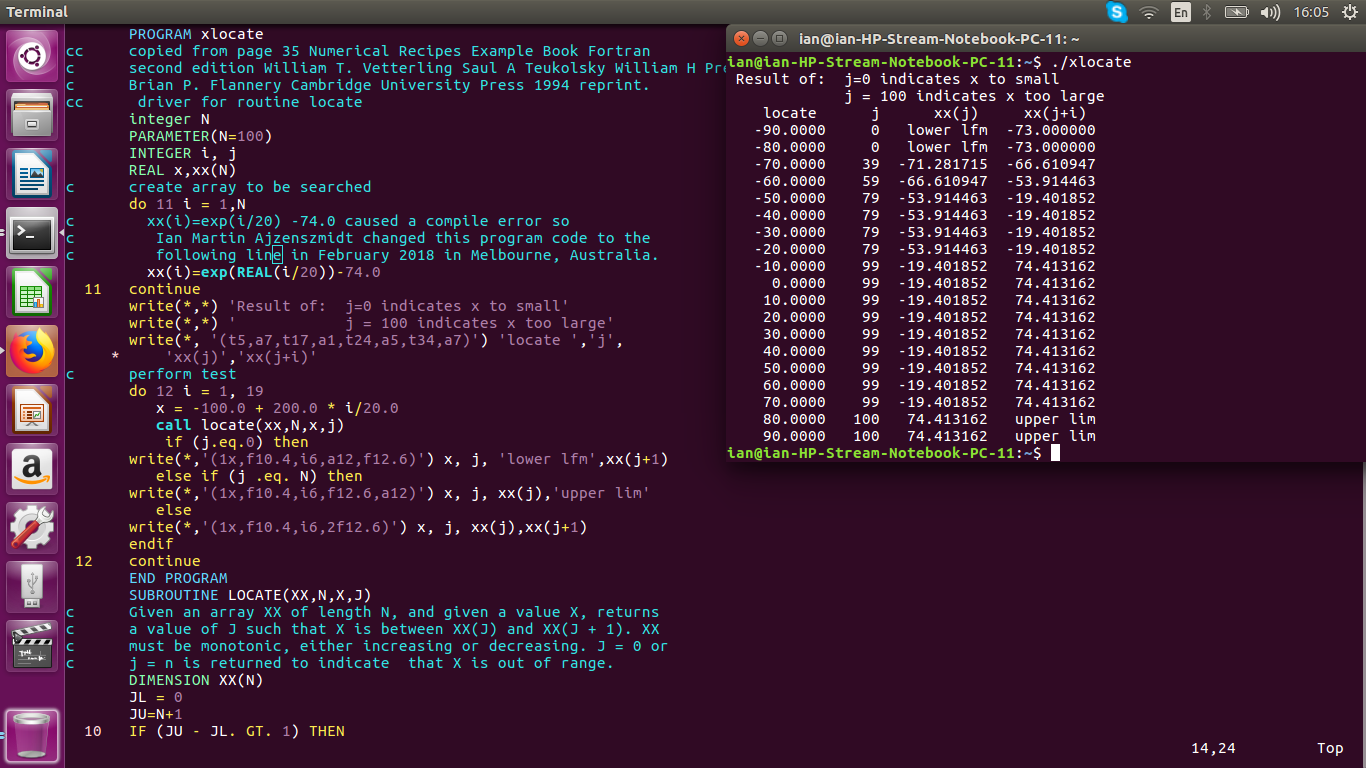 Terminal
En
16:05
PROGRAM xlocate
cc copied from page 35 Numerical Recipes Example Book Fortran
c second edition William T. Vetterling Saul A Teukolsky William H Pre
c Brian P. Flannery Cambridge University Press 1994 reprint.
cc driver for routine locate
integer N
PARAMETER(N=100)
INTEGER i, j
REAL x,xx(N)
c create array to be searched
do 11 i = 1,N
c xx(i)=exp(i/20) -74.0 caused a compile error so
c Ian Martin Ajzenszmidt changed this program code to the
c following line in February 2018 in Melbourne, Australia.
xx(i)=exp(REAL(i/20))-74.0
11 continue
write(*,*) 'Result of:  j=0 indicates x to small'
write(*,*) '            j = 100 indicates x too large'
write(*, '(t5,a7,t17,a1,t24,a5,t34,a7)') 'locate ','j',
* 'xx(j)','xx(j+i)'
c perform test
do 12 i = 1, 19
x = -100.0 + 200.0 * i/20.0
call locate(xx,N,x,j)
if (j.eq.0) then
write(*,'(1x,f10.4,i6,a12,f12.6)') x, j, 'lower lfm',xx(j+1)
else if (j .eq. N) then
write(*,'(1x,f10.4,i6,f12.6,a12)') x, j, xx(j),'upper lim'
else
write(*,'(1x,f10.4,i6,2f12.6)') x, j, xx(j),xx(j+1)
endif
12 continue
END PROGRAM
SUBROUTINE LOCATE(XX,N,X,J)
c Given an array XX of length N, and given a value X, returns
c a value of J such that X is between XX(J) and XX(J + 1). XX
c must be monotonic, either increasing or decreasing. J = 0 or
c j = n is returned to indicate  that X is out of range.
DIMENSION XX(N)
JL = 0
JU=N+1
10 IF (JU - JL. GT. 1) THEN
14,24 Top
ian@ian-HP-Stream-Notebook-PC-11: ~
ian@ian-HP-Stream-Notebook-PC-11:~$ ./xlocate
Result of:  j=0 indicates x to small
j = 100 indicates x too large
locate j xx(j) xx(j+i)
-90.0000 0 lower lfm -73.000000
-80.0000 0 lower lfm -73.000000
-70.0000 39 -71.281715 -66.610947
-60.0000 59 -66.610947 -53.914463
-50.0000 79 -53.914463 -19.401852
-40.0000 79 -53.914463 -19.401852
-30.0000 79 -53.914463 -19.401852
-20.0000 79 -53.914463 -19.401852
-10.0000 99 -19.401852 74.413162
0.0000 99 -19.401852 74.413162
10.0000 99 -19.401852 74.413162
20.0000 99 -19.401852 74.413162
30.0000 99 -19.401852 74.413162
40.0000 99 -19.401852 74.413162
50.0000 99 -19.401852 74.413162
60.0000 99 -19.401852 74.413162
70.0000 99 -19.401852 74.413162
80.0000 100 74.413162 upper lim
90.0000 100 74.413162 upper lim
ian@ian-HP-Stream-Notebook-PC-11:~$